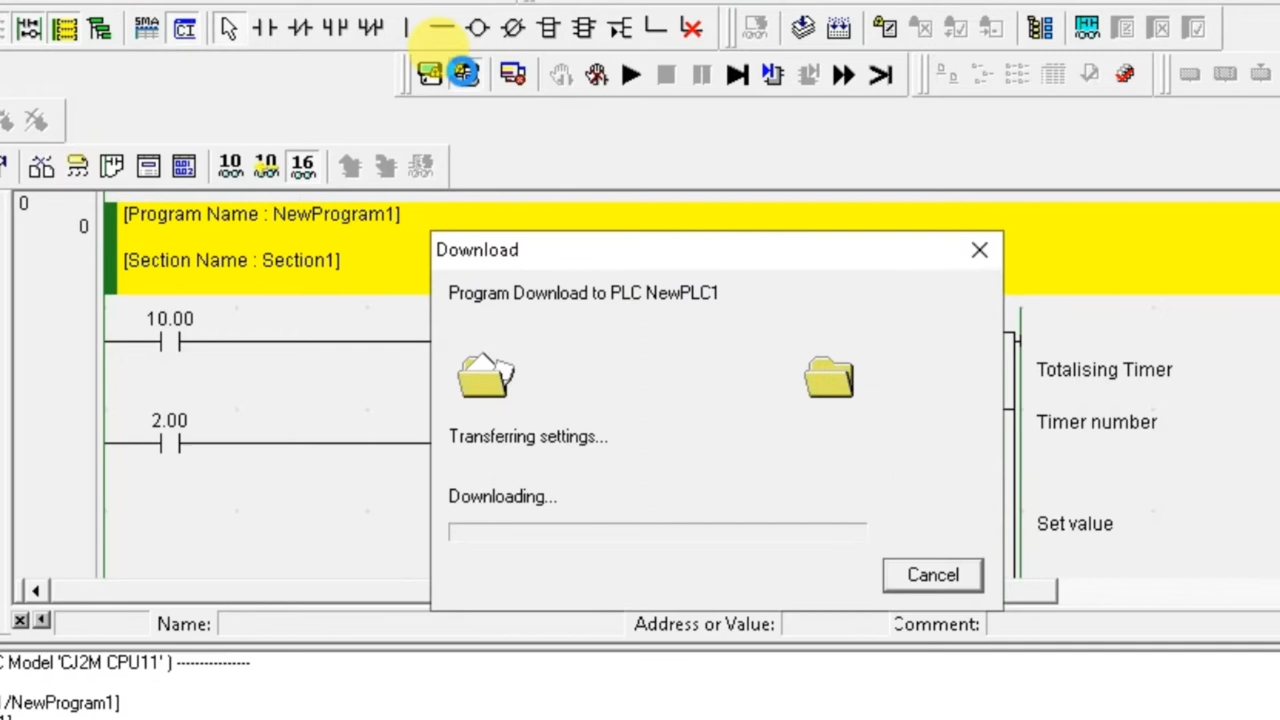 SMA
CI
10
10
16
0
0
[Program Name : NewProgram1]
[Section Name : Section1]
10.00
2.00
Download
Program Download to PLC NewPLC1
Transferring settings...
Downloading...
Cancel
Totalising Timer
Timer number
Set value
Name:
Address or Value:
Comment:
C Model 'CJ2M CPU11' ) ---------------
/NewProgram1]